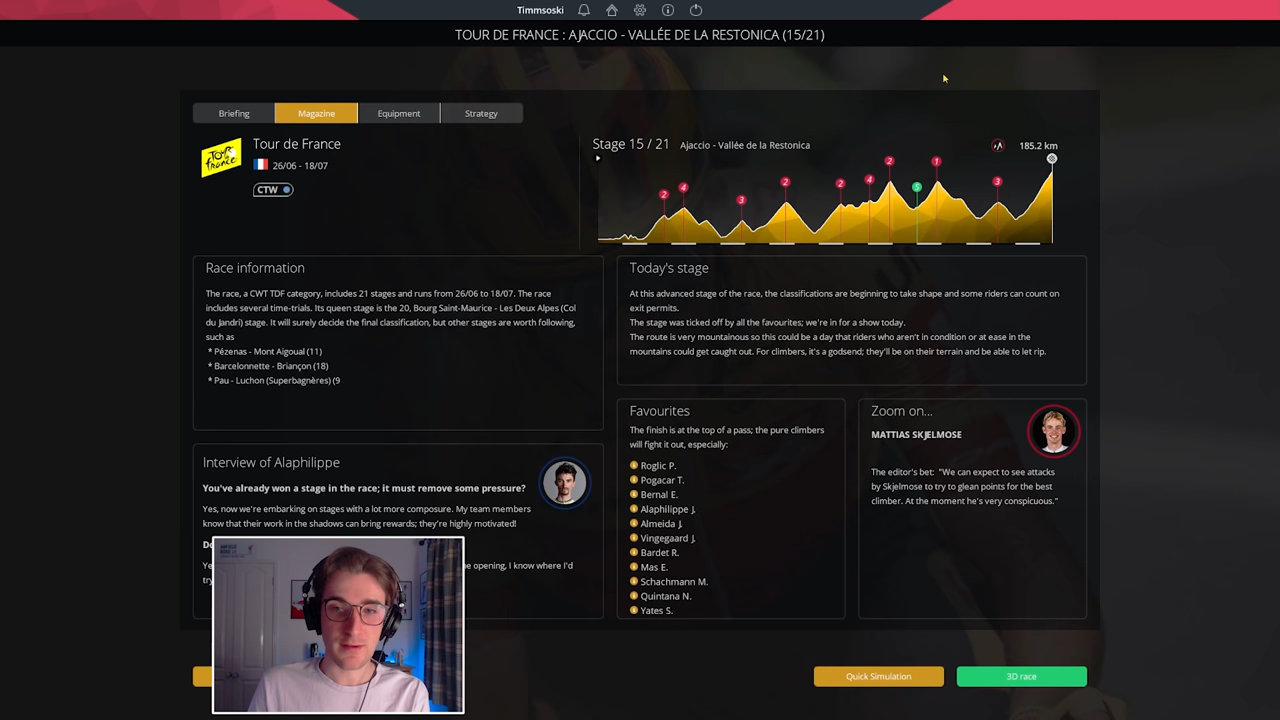 Timmsoski
TOUR DE FRANCE : AJACCIO - VALLÉE DE LA RESTONICA (15/21)
Briefing
Magazine
Equipment
Strategy
TOUR
de
france
Tour de France
26/06 - 18/07
CTW
Stage 15 / 21
Ajaccio - Vallée de la Restonica
185.2 km
2
4
3
2
2
4
2
S
1
3
Race information
The race, a CWT TDF category, includes 21 stages and runs from 26/06 to 18/07. The race
includes several time-trials. Its queen stage is the 20, Bourg Saint-Maurice - Les Deux Alpes (Col
du Jandri) stage. It will surely decide the final classification, but other stages are worth following,
such as
* Pézenas - Mont Aigoual (11)
* Barcelonnette - Briançon (18)
* Pau - Luchon (Superbagnères) (9
Today's stage
At this advanced stage of the race, the classifications are beginning to take shape and some riders can count on
exit permits.
The stage was ticked off by all the favourites; we're in for a show today.
The route is very mountainous so this could be a day that riders who aren't in condition or at ease in the
mountains could get caught out. For climbers, it's a godsend; they'll be on their terrain and be able to let rip.
Interview of Alaphilippe
You've already won a stage in the race; it must remove some pressure?
Yes, now we're embarking on stages with a lot more composure. My team members
know that their work in the shadows can bring rewards; they're highly motivated!
Favourites
The finish is at the top of a pass; the pure climbers
will fight it out, especially:
Roglic P.
Pogacar T.
Bernal E.
Alaphilippe J.
Almeida J.
Vingegaard J.
Bardet R.
Mas E.
Schachmann M.
Quintana N.
Yates S.
Zoom on...
MATTIAS SKJELMOSE
The editor's bet: "We can expect to see attacks
by Skjelmose to try to glean points for the best
climber. At the moment he's very conspicuous."
e opening, I know where I'd
Quick Simulation
3D race